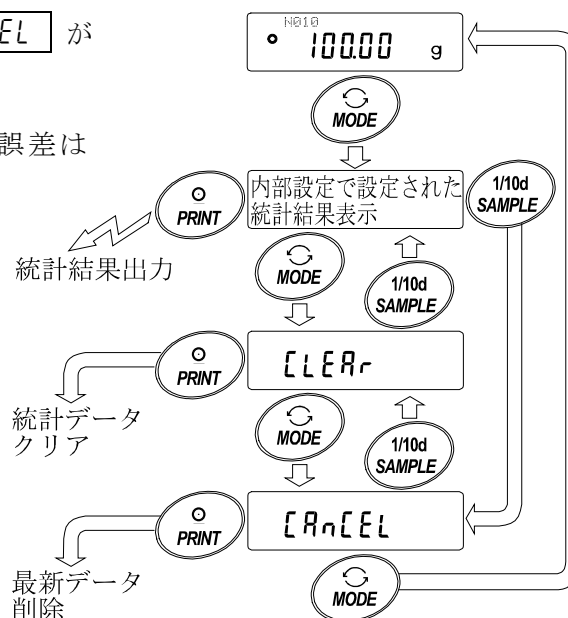 EL が
誤差は
N010
100.00 g
MODE
PRINT
内部設定で設定された
統計結果表示
1/10d
SAMPLE
統計結果出力
MODE
1/10d
SAMPLE
PRINT
CLEAr
統計データ
クリア
MODE
1/10d
SAMPLE
PRINT
CAnCEL
最新データ
削除
MODE